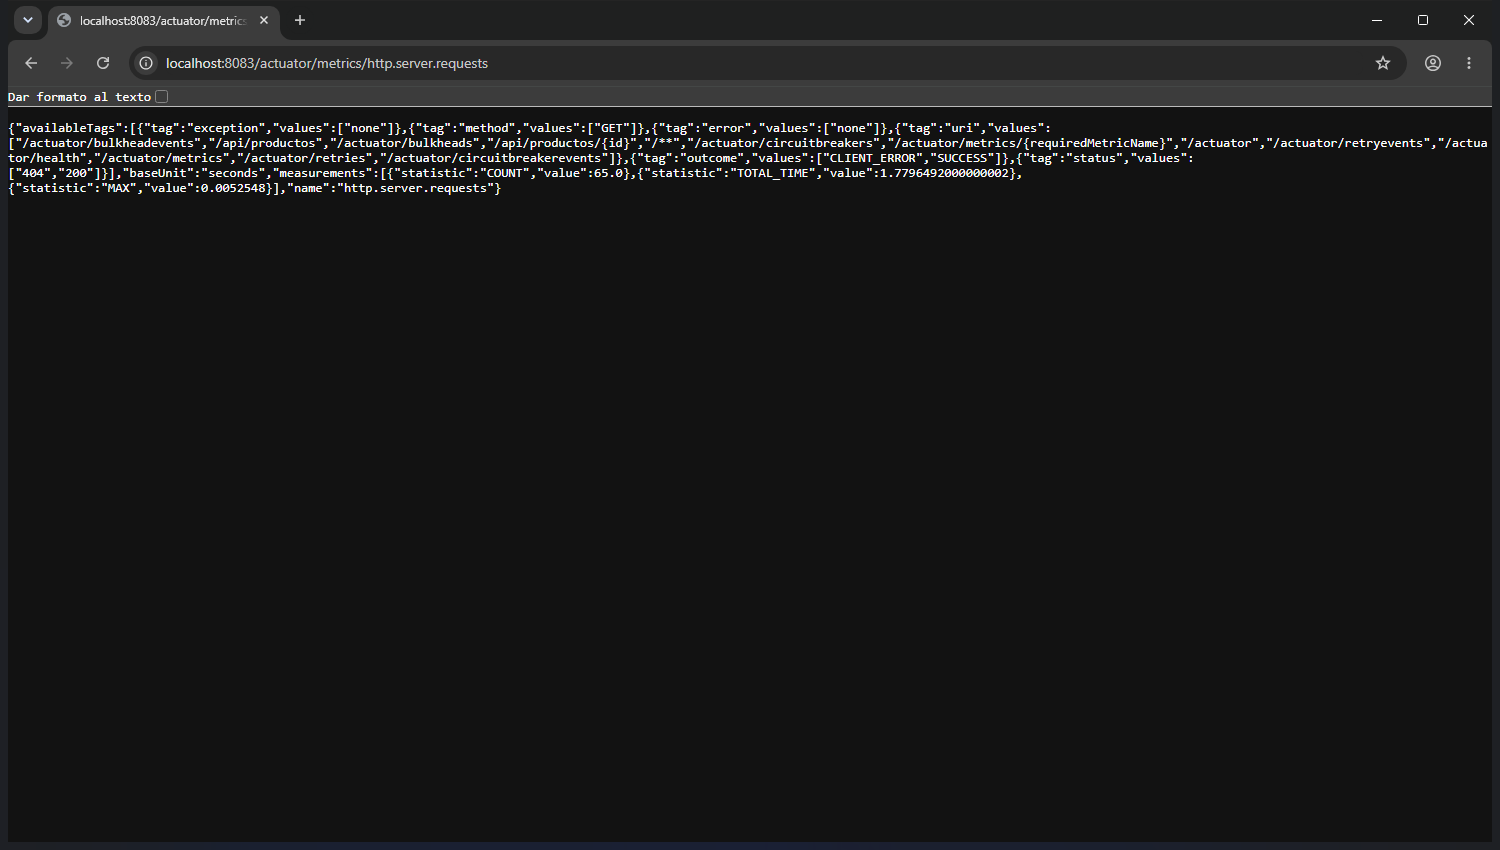 localhost:8083/actuator/metrics
localhost:8083/actuator/metrics/http.server.requests
Dar formato al texto
{"availableTags":[{"tag":"exception","values":["none"]},{"tag":"method","values":["GET"]},{"tag":"error","values":["none"]},{"tag":"uri","values":
["/actuator/bulkheadevents","/api/productos","/actuator/bulkheads","/api/productos/{id}","/**","/actuator/circuitbreakers","/actuator/metrics/{requiredMetricName}","/actuator","/actuator/retryevents","/actua
tor/health","/actuator/metrics","/actuator/retries","/actuator/circuitbreakerevents"]},{"tag":"outcome","values":["CLIENT_ERROR","SUCCESS"]},{"tag":"status","values":
["404","200"]}],"baseUnit":"seconds","measurements":[{"statistic":"COUNT","value":65.0},{"statistic":"TOTAL_TIME","value":1.7796492000000002},
{"statistic":"MAX","value":0.0052548}],"name":"http.server.requests"}